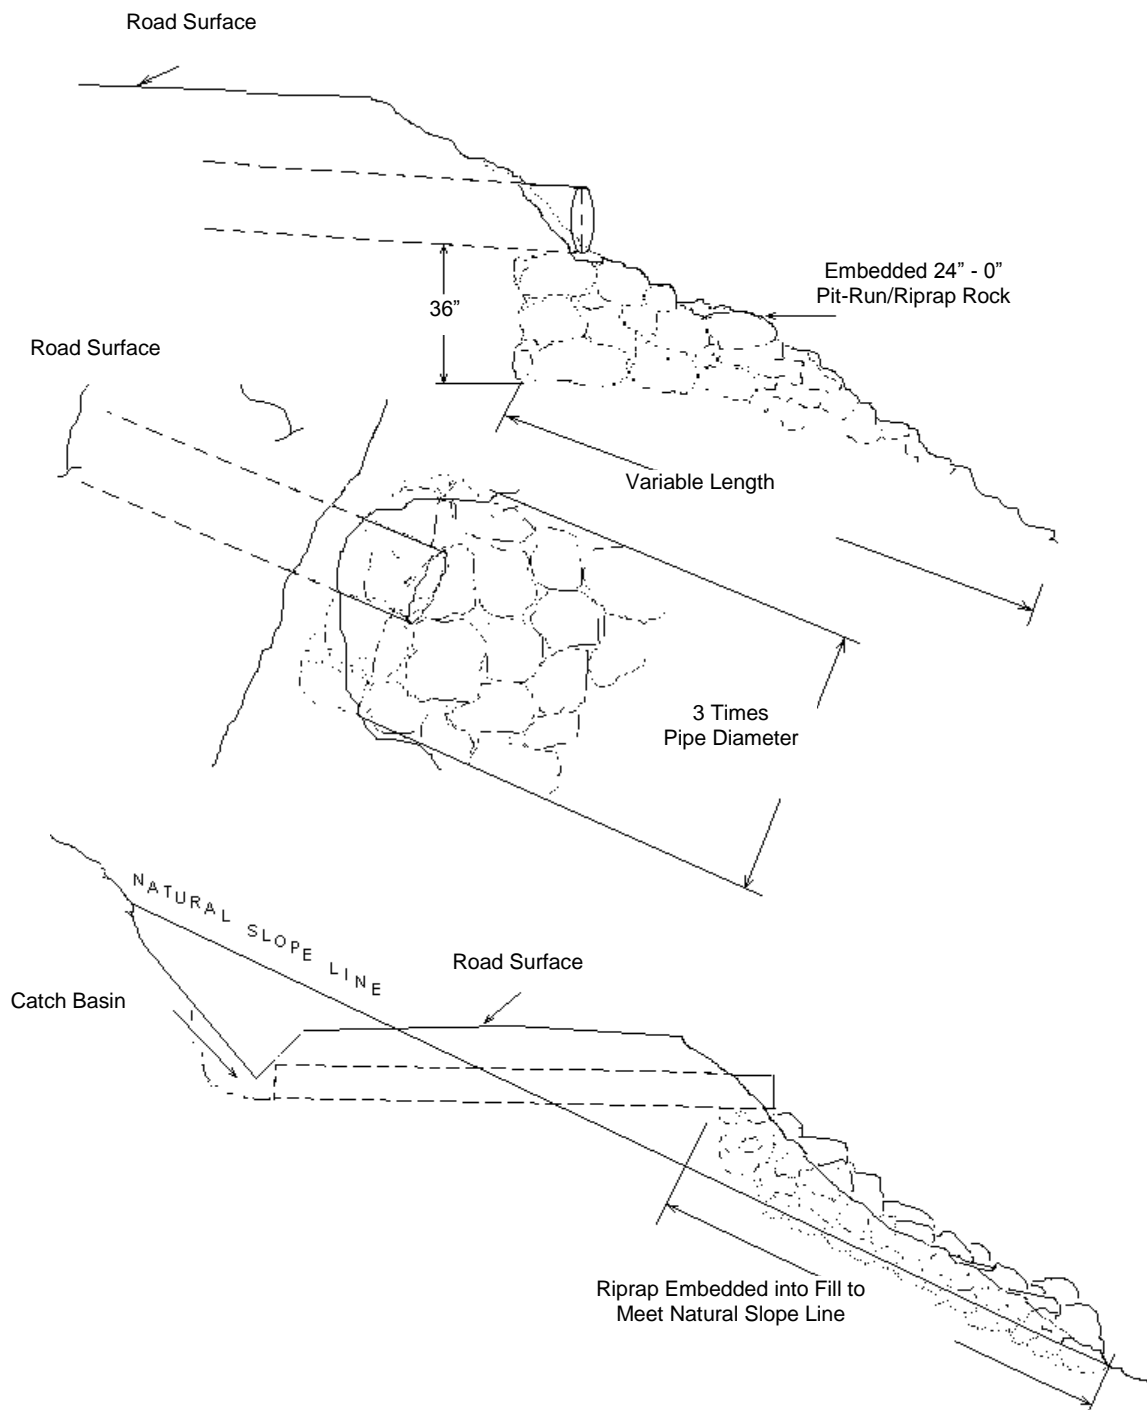 Road Surface
Embedded 24” - 0”
Pit-Run/Riprap Rock
36”
Road Surface
Variable Length
3 Times
Pipe Diameter
NATURAL SLOPE LINE
Road Surface
Catch Basin
Riprap Embedded into Fill to
Meet Natural Slope Line